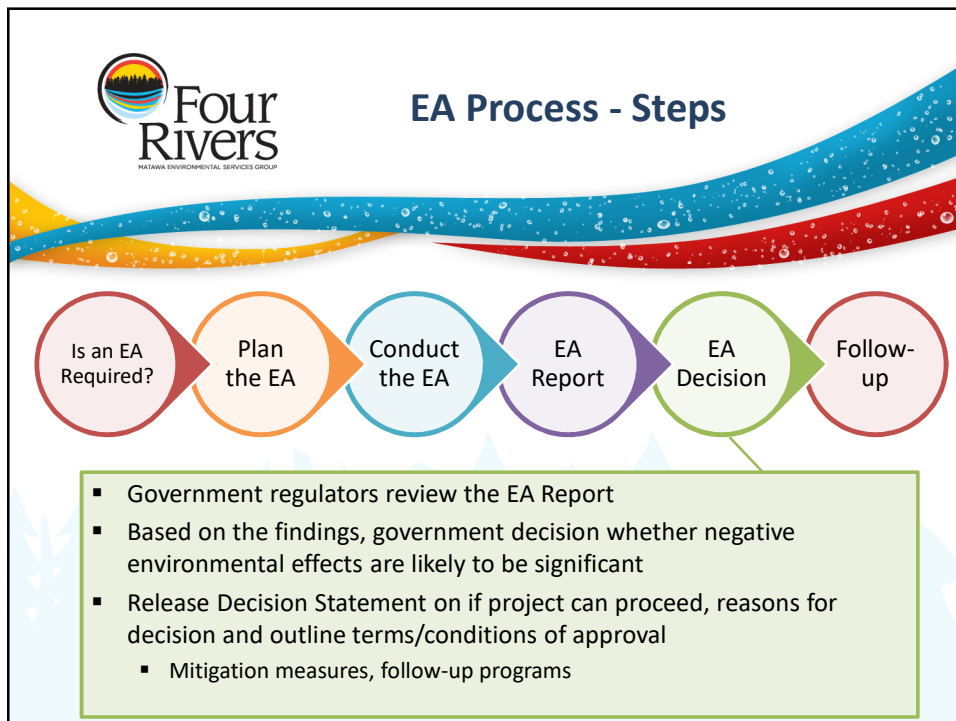 Four
Rivers
MATAWA ENVIRONMENTAL SERVICES GROUP
EA Process - Steps
Is an EA
Required?
Plan
the EA
Conduct
the EA
EA
Report
EA
Decision
Follow-
up
▪ Government regulators review the EA Report
▪ Based on the findings, government decision whether negative
environmental effects are likely to be significant
▪ Release Decision Statement on if project can proceed, reasons for
decision and outline terms/conditions of approval
▪ Mitigation measures, follow-up programs